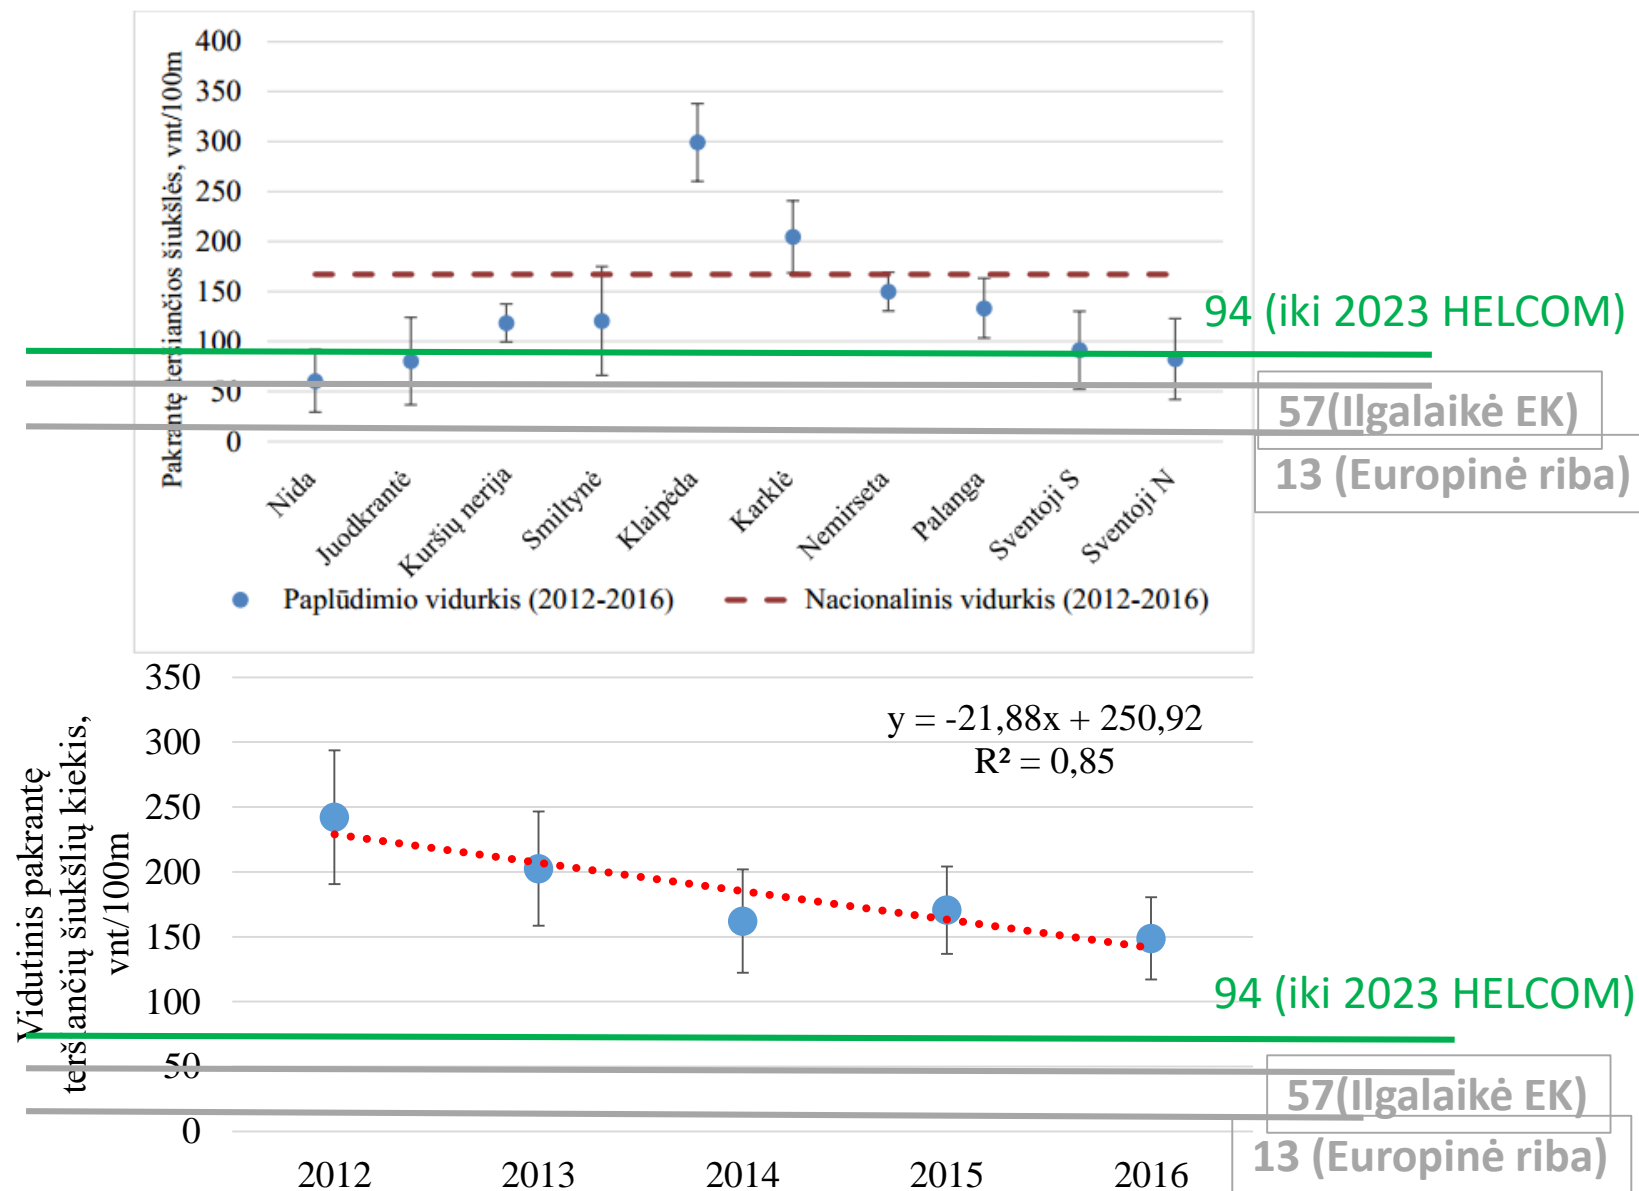 Pakrantę teršiančios šiukšlės, vnt/100m
400
350
300
250
200
150
100
50
0
Nida
Juodkrantė
Kuršių nerija
Smiltynė
Klaipėda
Karklė
Nemirseta
Palanga
Sventoji S
Sventoji N
Paplūdimio vidurkis (2012-2016)
Nacionalinis vidurkis (2012-2016)
94 (iki 2023 HELCOM)
57(Ilgalaikė EK)
13 (Europinė riba)
Vidutinis pakrantę
teršiančių šiukšlių kiekis,
vnt/100m
350
300
250
200
150
100
50
0
y = -21,88x + 250,92
R² = 0,85
94 (iki 2023 HELCOM)
57(Ilgalaikė EK)
13 (Europinė riba)
2012
2013
2014
2015
2016